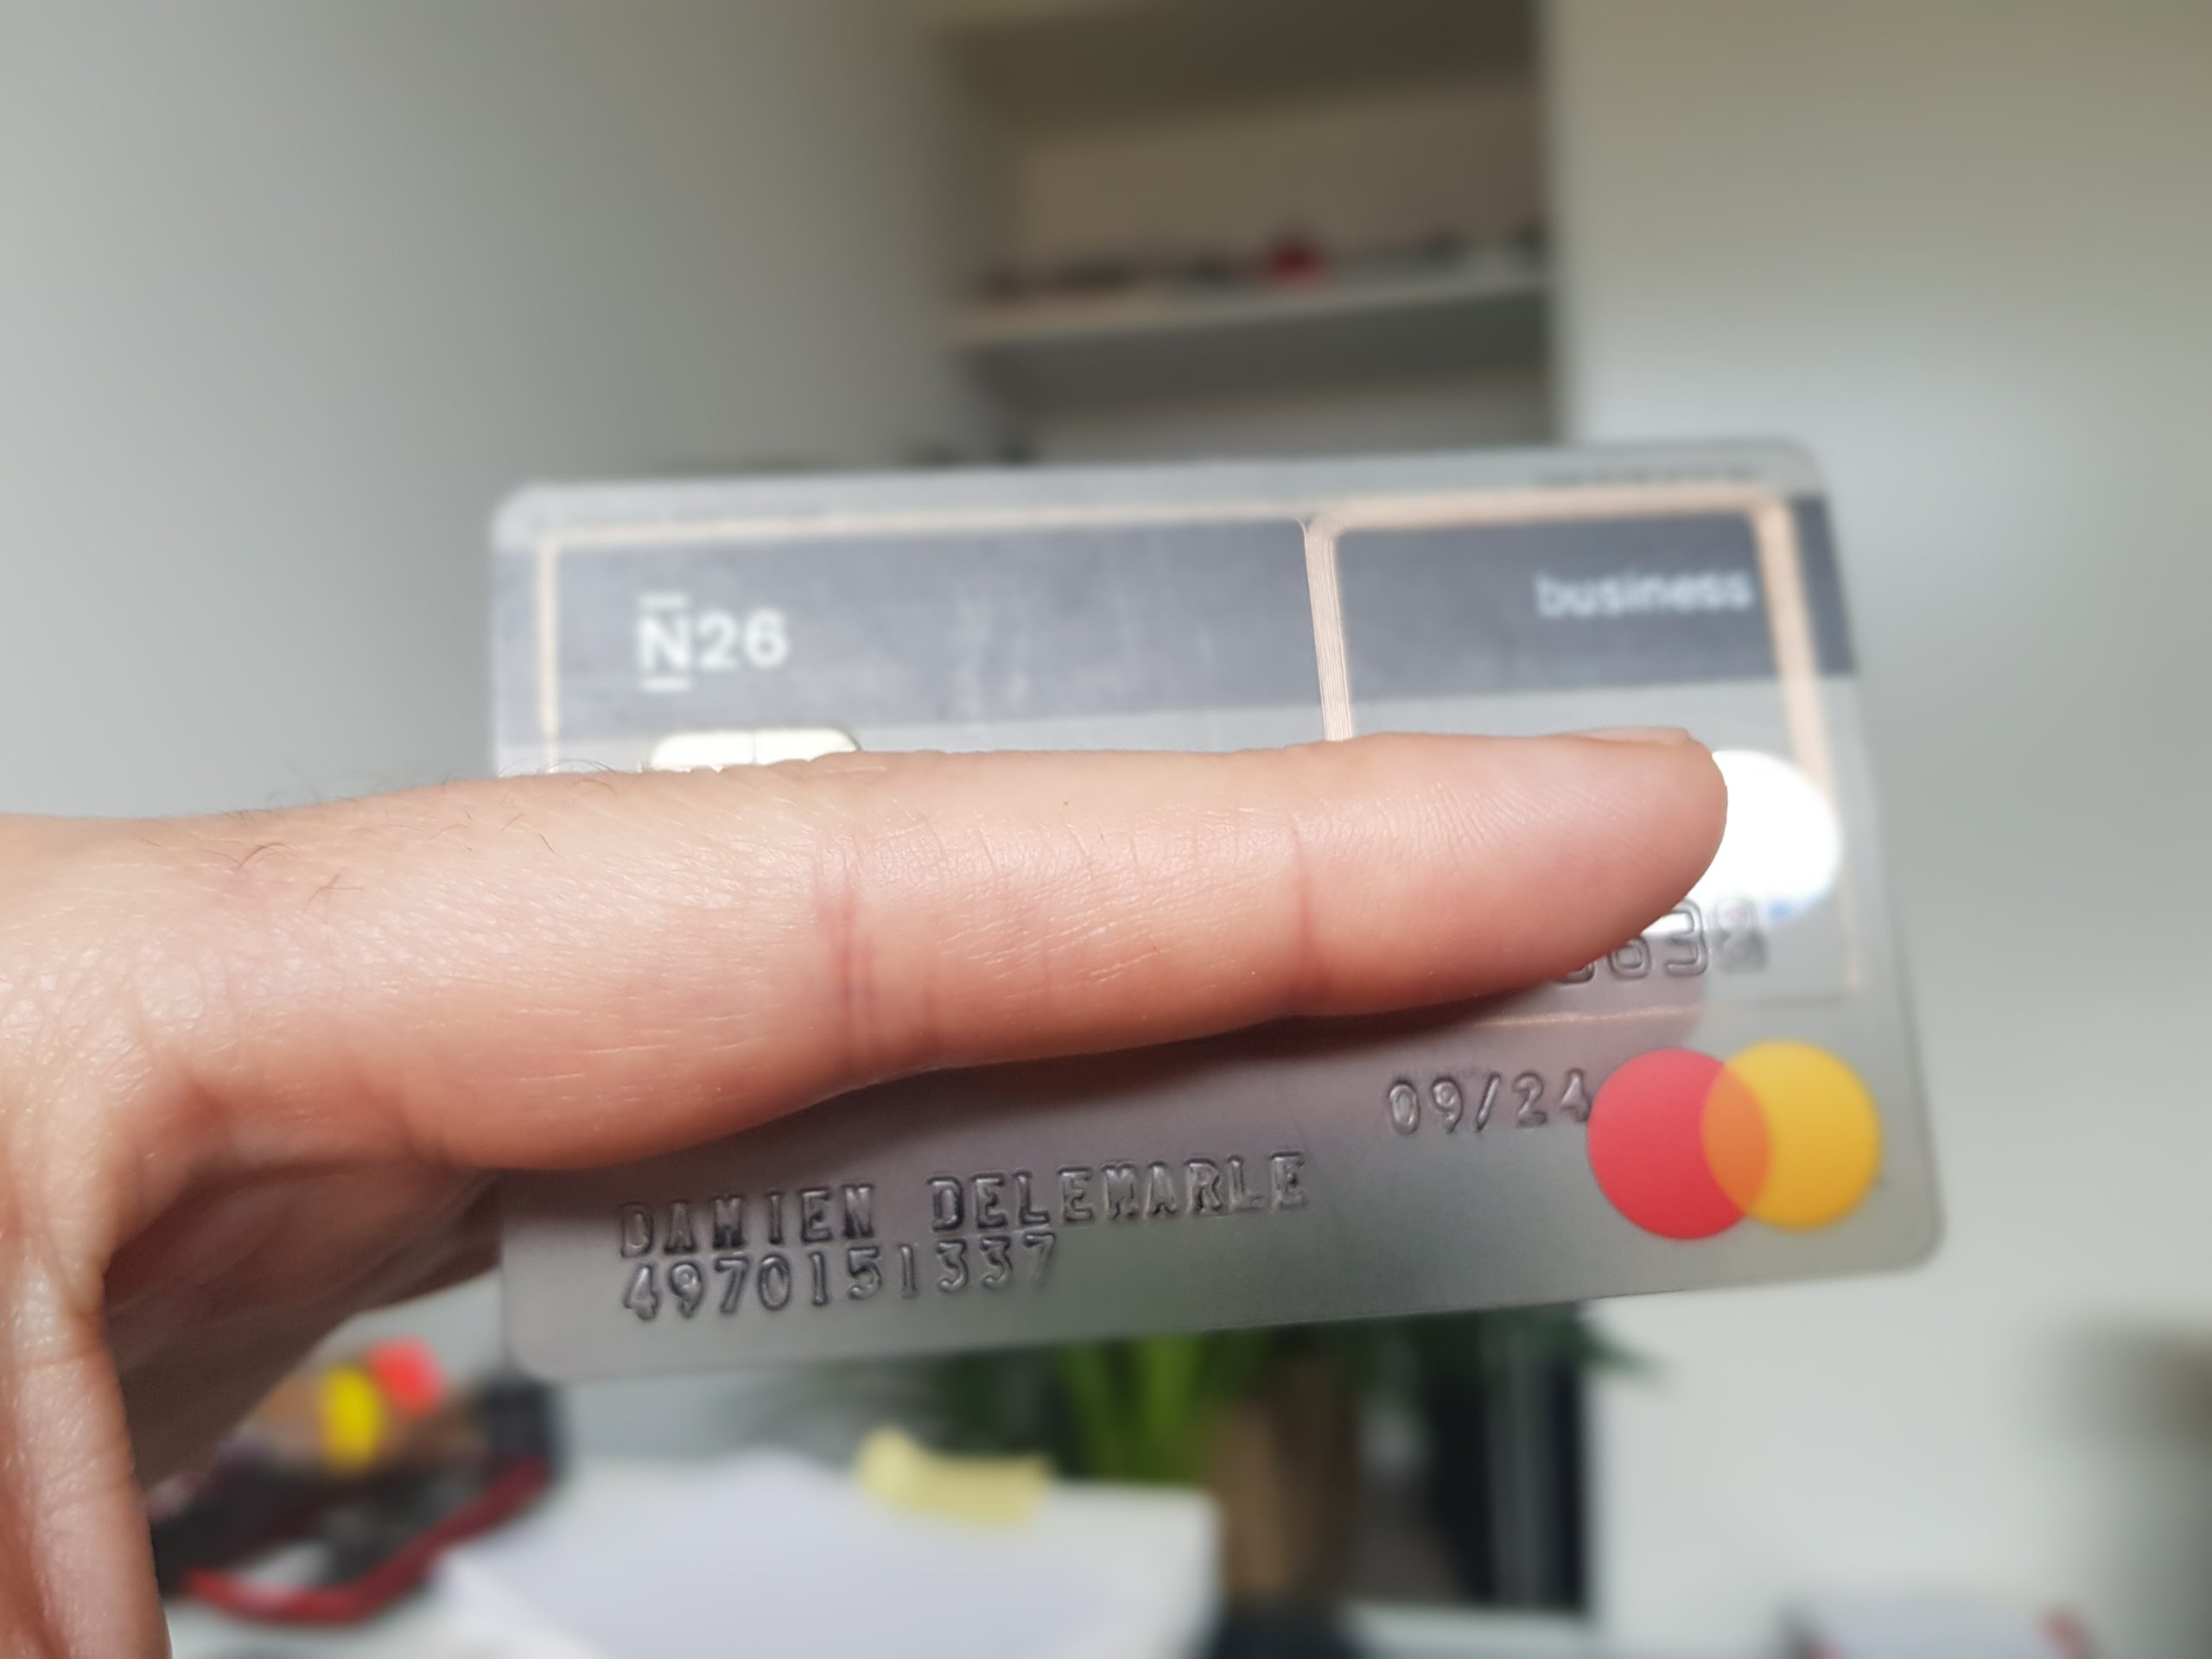 N26
business
09/24
DAMIEN DELEMARLE
4970151337